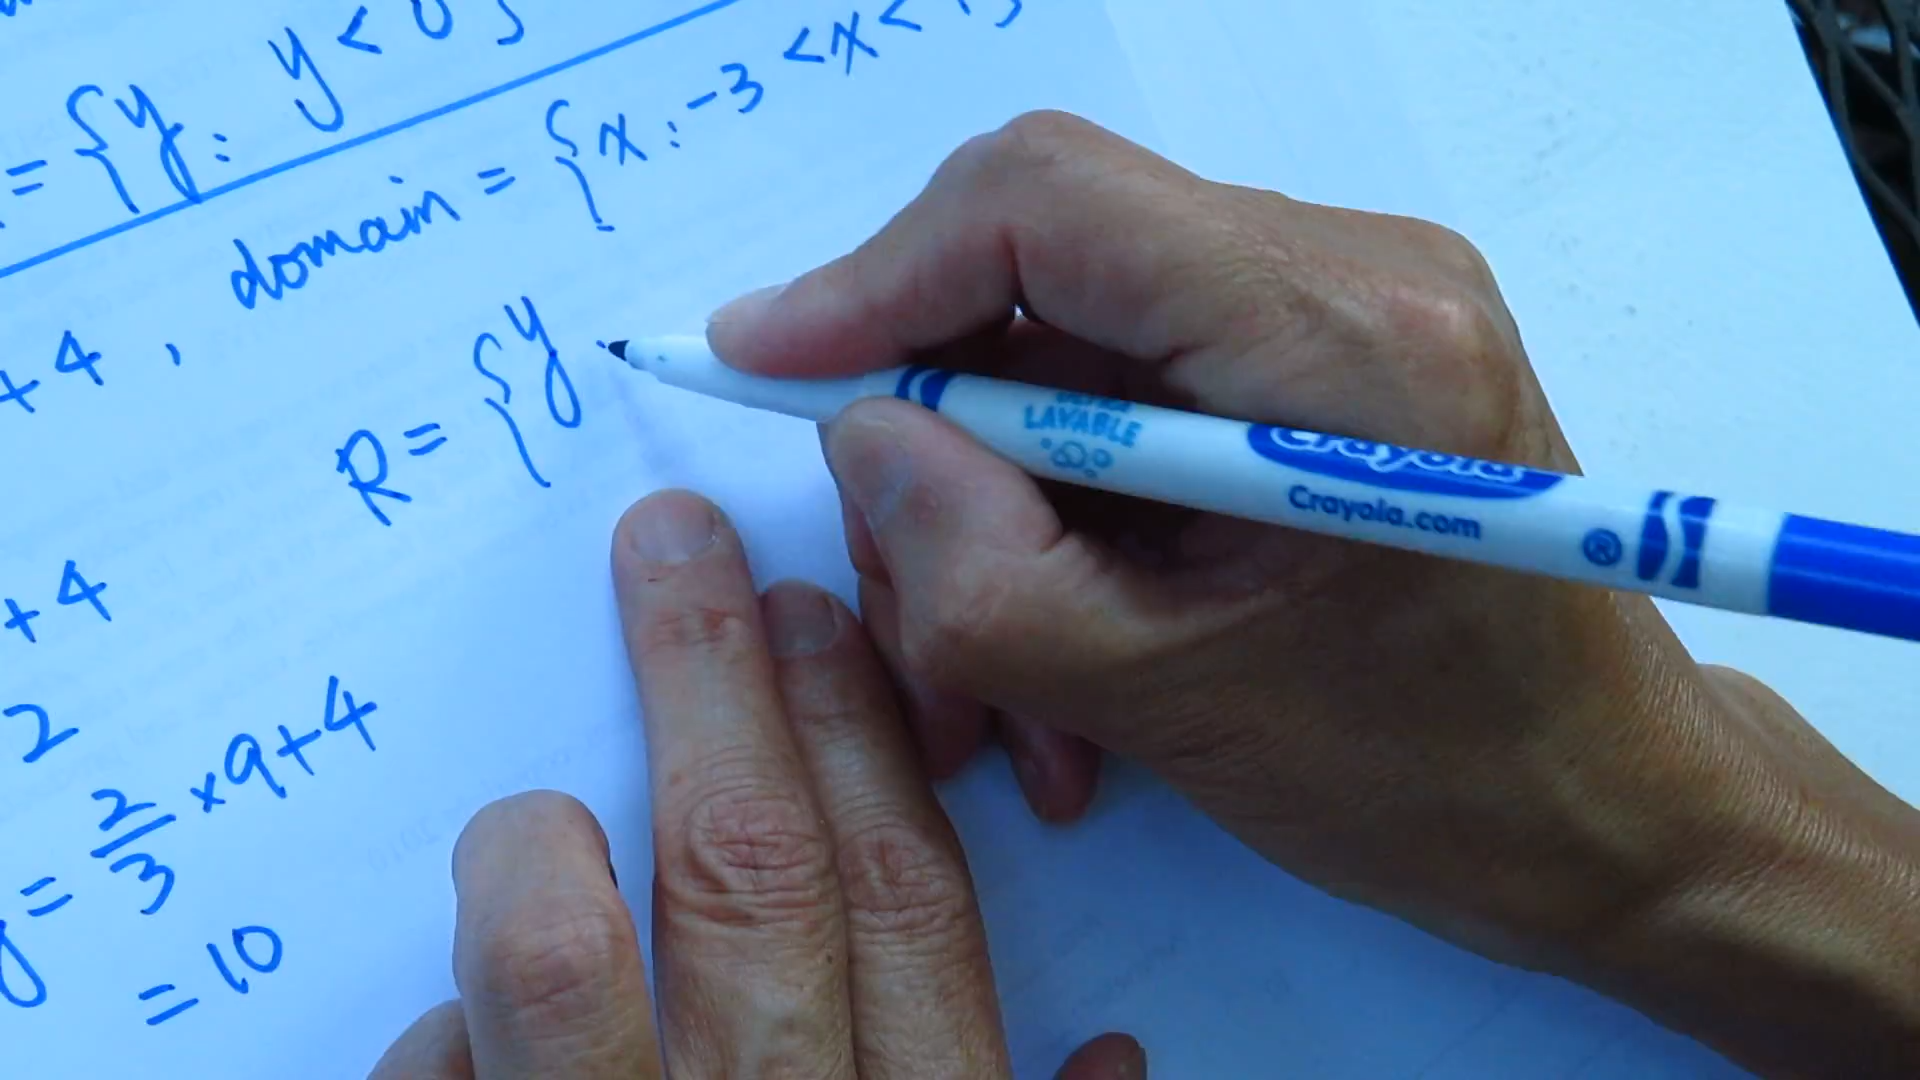 = {y: y < 0}
domain = {x: -3 < x <
+ 4,
R = {y
+ 4
2
y = 2/3 × 9 + 4
= 10
LAVABLE
Crayola
Crayola.com
®